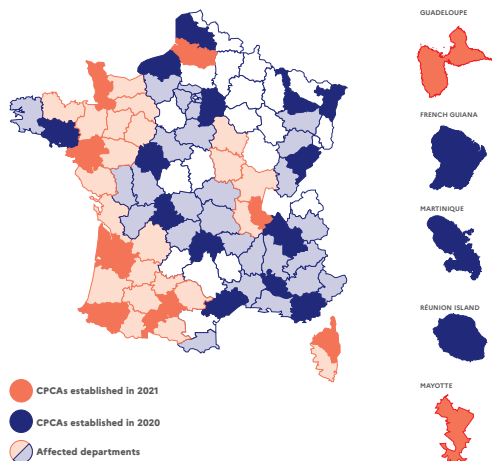 GUADELOUPE
FRENCH GUIANA
MARTINIQUE
RÉUNION ISLAND
MAYOTTE
CPCAs established in 2021
CPCAs established in 2020
Affected departments